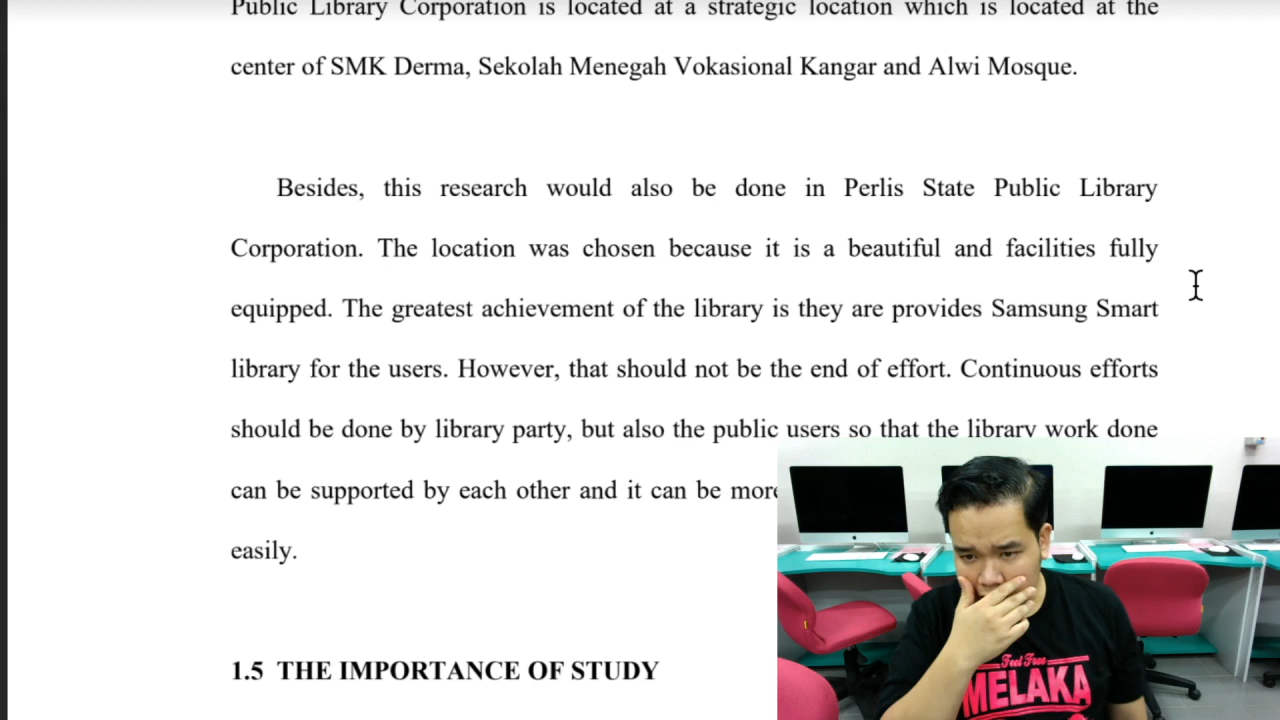 Public Library Corporation is located at a strategic location which is located at the
center of SMK Derma, Sekolah Menegah Vokasional Kangar and Alwi Mosque.
Besides, this research would also be done in Perlis State Public Library
Corporation. The location was chosen because it is a beautiful and facilities fully
equipped. The greatest achievement of the library is they are provides Samsung Smart
library for the users. However, that should not be the end of effort. Continuous efforts
should be done by library party, but also the public users so that the library work done
can be supported by each other and it can be more
easily.
1.5 THE IMPORTANCE OF STUDY
Feel Free
MELAKA